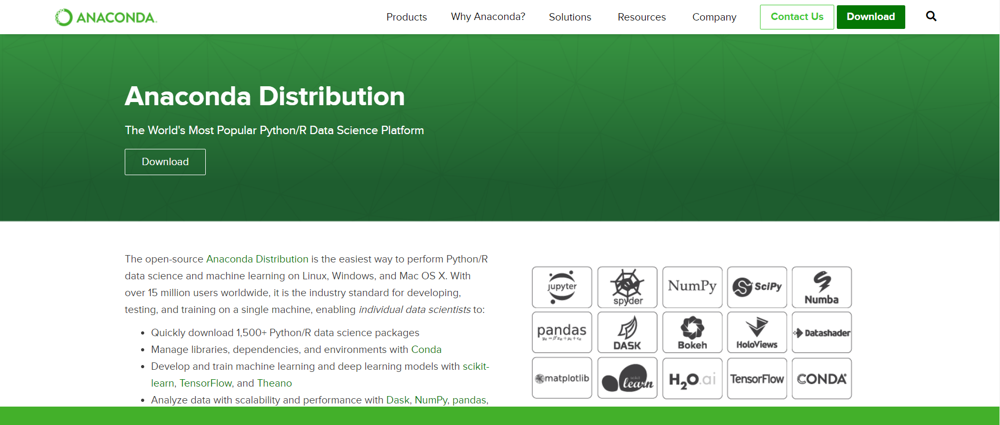 ANACONDA.
Products
Why Anaconda?
Solutions
Resources
Company
Contact Us
Download
Anaconda Distribution
The World's Most Popular Python/R Data Science Platform
Download
The open-source Anaconda Distribution is the easiest way to perform Python/R
data science and machine learning on Linux, Windows, and Mac OS X. With
over 15 million users worldwide, it is the industry standard for developing,
testing, and training on a single machine, enabling individual data scientists to:
• Quickly download 1,500+ Python/R data science packages
• Manage libraries, dependencies, and environments with Conda
• Develop and train machine learning and deep learning models with scikit-
learn, TensorFlow, and Theano
• Analyze data with scalability and performance with Dask, NumPy, pandas,
jupyter
spyder
NumPy
SciPy
Numba
pandas
DASK
Bokeh
HoloViews
Datashader
matplotlib
scikit
learn
H2O.ai
TensorFlow
CONDA